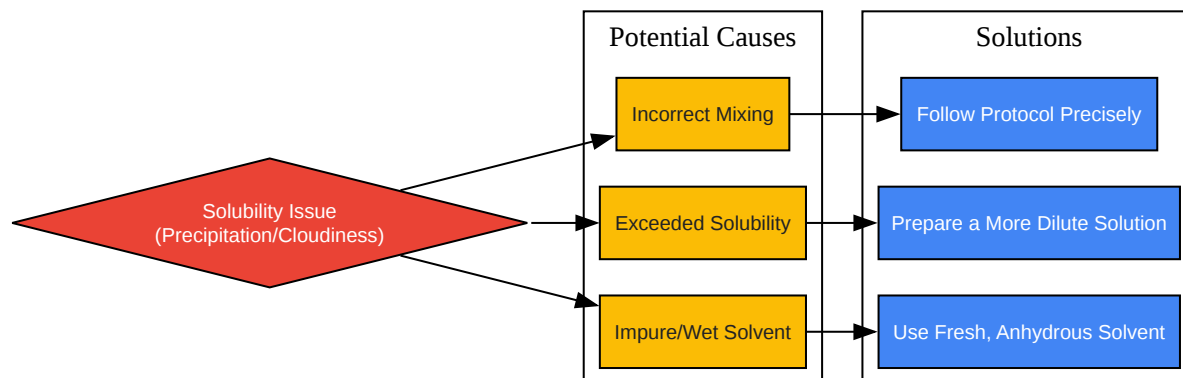 Potential Causes
Solutions
Incorrect Mixing
Follow Protocol Precisely
Solubility Issue
(Precipitation/Cloudiness)
Exceeded Solubility
Prepare a More Dilute Solution
Impure/Wet Solvent
Use Fresh, Anhydrous Solvent